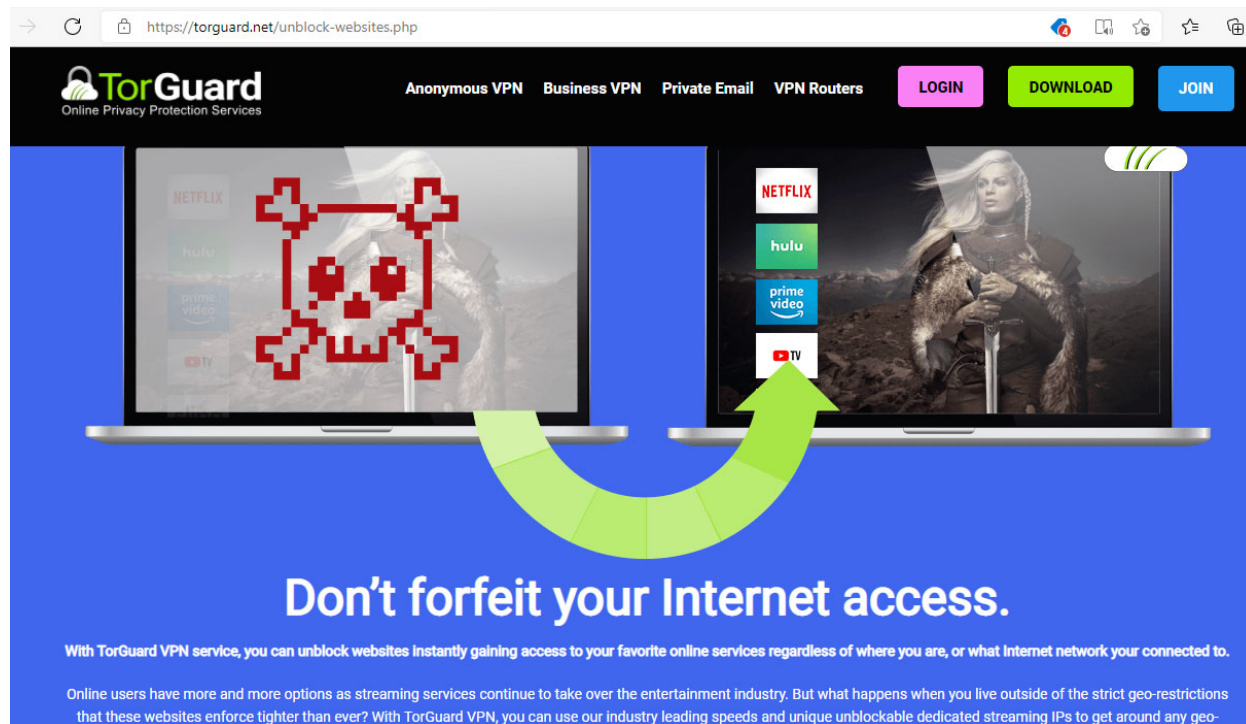 https://torguard.net/unblock-websites.php
4
TorGuard
Online Privacy Protection Services
Anonymous VPN Business VPN Private Email VPN Routers LOGIN DOWNLOAD JOIN
NETFLIX
hulu
prime
video
TV
NETFLIX
hulu
prime
video
TV
Don't forfeit your Internet access.
With TorGuard VPN service, you can unblock websites instantly gaining access to your favorite online services regardless of where you are, or what Internet network your connected to.
Online users have more and more options as streaming services continue to take over the entertainment industry. But what happens when you live outside of the strict geo-restrictions
that these websites enforce tighter than ever? With TorGuard VPN, you can use our industry leading speeds and unique unblockable dedicated streaming IPs to get around any geo-